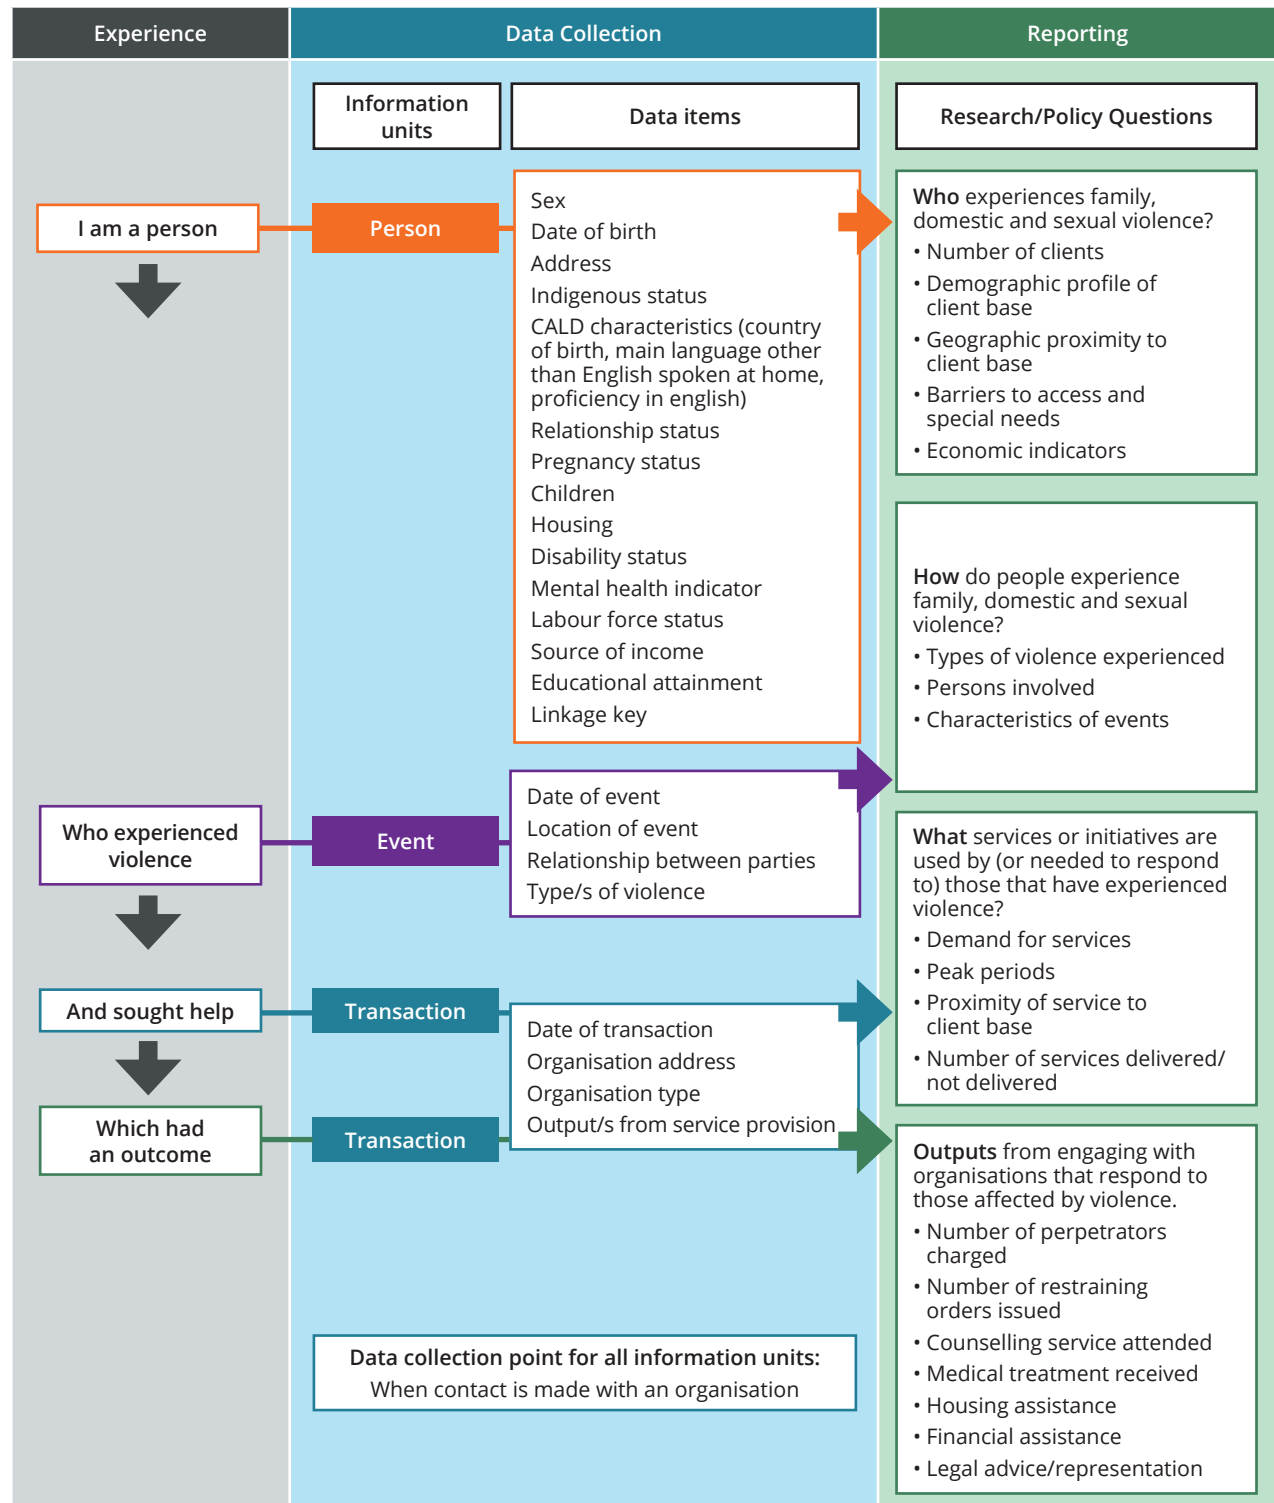 Experience
Data Collection
Reporting
Information
units
Data items
Research/Policy Questions
I am a person
Person
Sex
Date of birth
Address
Indigenous status
CALD characteristics (country
of birth, main language other
than English spoken at home,
proficiency in english)
Relationship status
Pregnancy status
Children
Housing
Disability status
Mental health indicator
Labour force status
Source of income
Educational attainment
Linkage key
Who experiences family,
domestic and sexual violence?
• Number of clients
• Demographic profile of
client base
• Geographic proximity to
client base
• Barriers to access and
special needs
• Economic indicators
How do people experience
family, domestic and sexual
violence?
• Types of violence experienced
• Persons involved
• Characteristics of events
Who experienced
violence
Event
Date of event
Location of event
Relationship between parties
Type/s of violence
What services or initiatives are
used by (or needed to respond
to) those that have experienced
violence?
• Demand for services
• Peak periods
• Proximity of service to
client base
• Number of services delivered/
not delivered
And sought help
Transaction
Date of transaction
Organisation address
Organisation type
Output/s from service provision
Which had
an outcome
Transaction
Outputs from engaging with
organisations that respond to
those affected by violence.
• Number of perpetrators
charged
• Number of restraining
orders issued
• Counselling service attended
• Medical treatment received
• Housing assistance
• Financial assistance
• Legal advice/representation
Data collection point for all information units:
When contact is made with an organisation